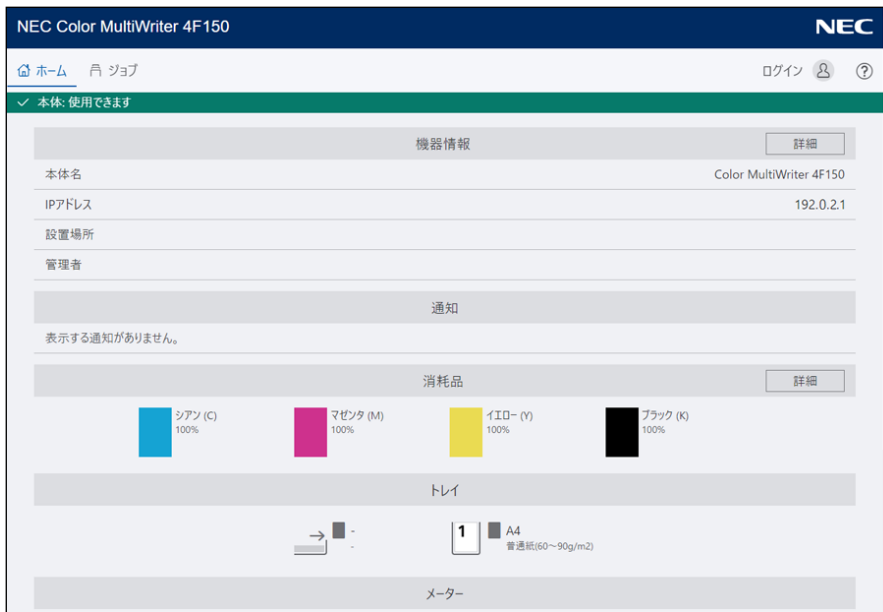 NEC Color MultiWriter 4F150
NEC
ホーム ジョブ ログイン ?
本体: 使用できます
機器情報 詳細
本体名 Color MultiWriter 4F150
IPアドレス 192.0.2.1
設置場所
管理者
通知
表示する通知がありません。
消耗品 詳細
シアン (C) マゼンタ (M) イエロー (Y) ブラック (K)
100% 100% 100% 100%
トレイ
- 1 A4
- 普通紙(60～90g/m2)
メーター